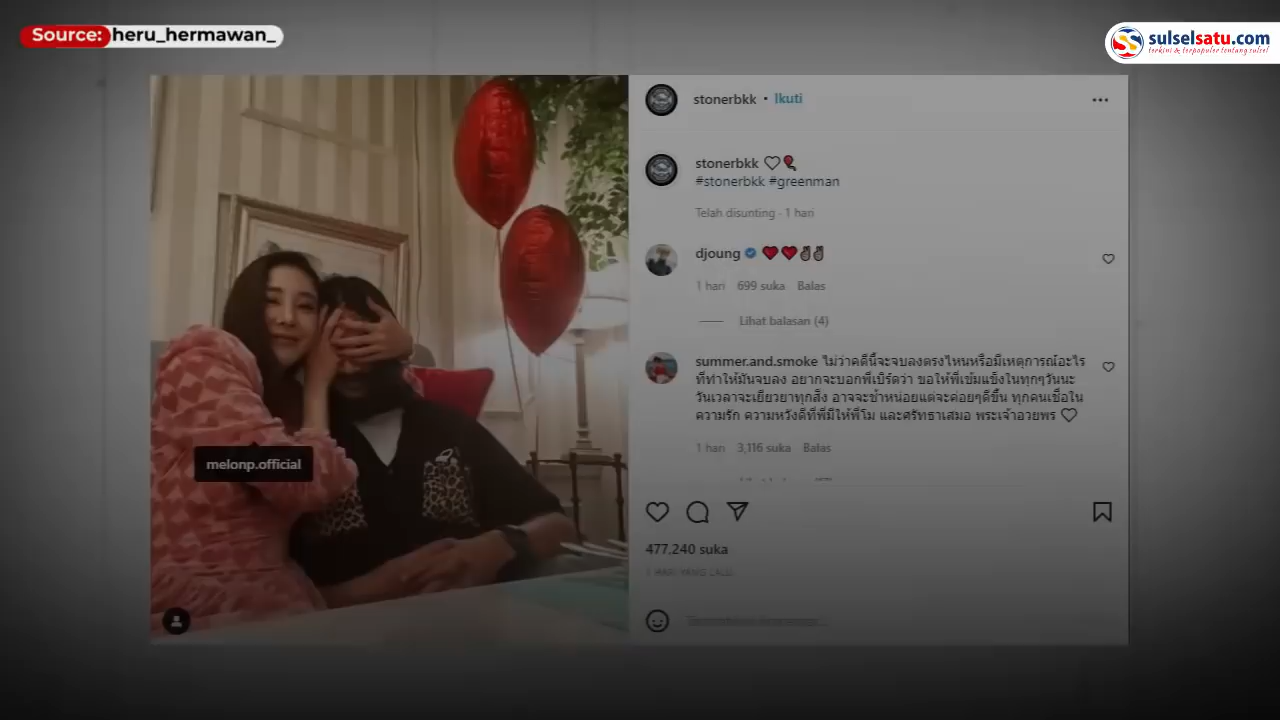 Source: heru_hermawan_
sulselsatu.com
terkini & terpopuler tentang sulsel
stonerbkk • Ikuti
stonerbkk
#stonerbkk #greenman
Telah disunting · 1 hari
djoung
1 hari 699 suka Balas
Lihat balasan (4)
summer.and.smoke ไม่ว่าคดีนี้จะจบลงตรงไหนหรือมีเหตุการณ์อะไร
ที่ทำให้มันจบลง อยากจะบอกพี่เบิร์ดว่า ขอให้พี่เข้มแข็งในทุกๆวันนะ
วันเวลาจะเยียวยาทุกสิ่ง อาจจะช้าหน่อยแต่จะค่อยๆดีขึ้น ทุกคนเชื่อใน
ความรัก ความหวังดีที่พี่มีให้พี่โม และศรัทธาเสมอ พระเจ้าอวยพร
1 hari 3,116 suka Balas
melonp.official
477,240 suka
1 HARI YANG LALU